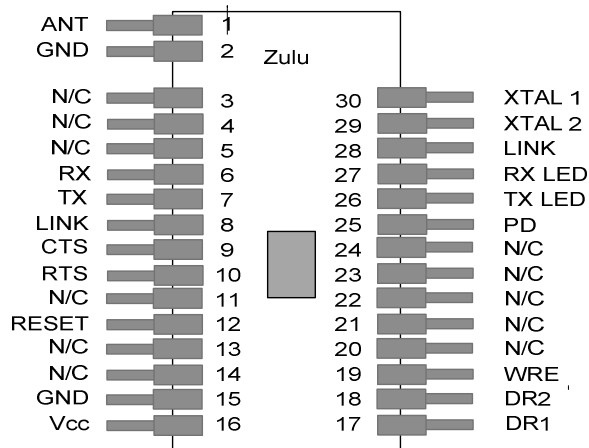 ANT 1
GND 2
Zulu
N/C 3 30 XTAL 1
N/C 4 29 XTAL 2
N/C 5 28 LINK
RX 6 27 RX LED
TX 7 26 TX LED
LINK 8 25 PD
CTS 9 24 N/C
RTS 10 23 N/C
N/C 11 22 N/C
RESET 12 21 N/C
N/C 13 20 N/C
N/C 14 19 WRE
GND 15 18 DR2
Vcc 16 17 DR1